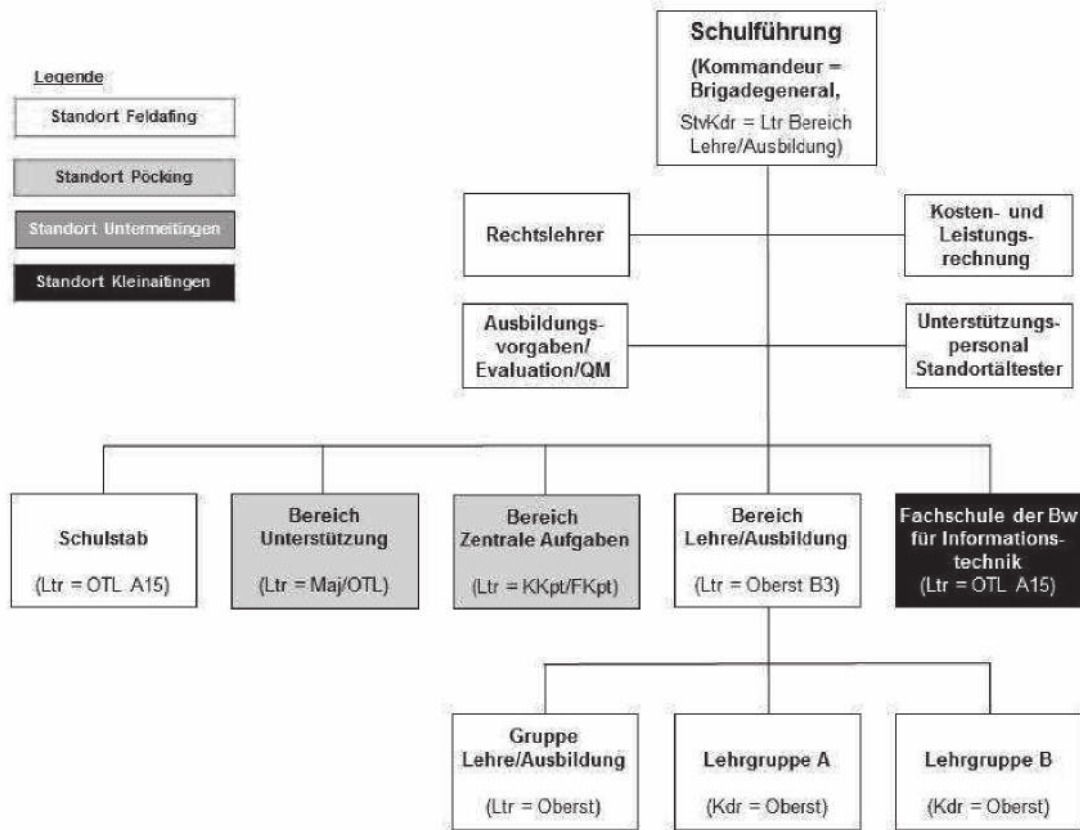 Schulführung
(Kommandeur =
Brigadegeneral,
StvKdr = Ltr Bereich
Lehre/Ausbildung)
Legende
Standort Feldafing
Standort Pöcking
Standort Untermeitingen
Standort Kleinaitingen
Rechtslehrer
Kosten- und
Leistungs-
rechnung
Ausbildungs-
vorgaben/
Evaluation/QM
Unterstützungs-
personal
Standortältester
Schulstab
(Ltr = OTL A15)
Bereich
Unterstützung
(Ltr = Maj/OTL)
Bereich
Zentrale Aufgaben
(Ltr = KKpt/FKpt)
Bereich
Lehre/Ausbildung
(Ltr = Oberst B3)
Fachschule der Bw
für Informations-
technik
(Ltr = OTL A15)
Gruppe
Lehre/Ausbildung
(Ltr = Oberst)
Lehrgruppe A
(Kdr = Oberst)
Lehrgruppe B
(Kdr = Oberst)